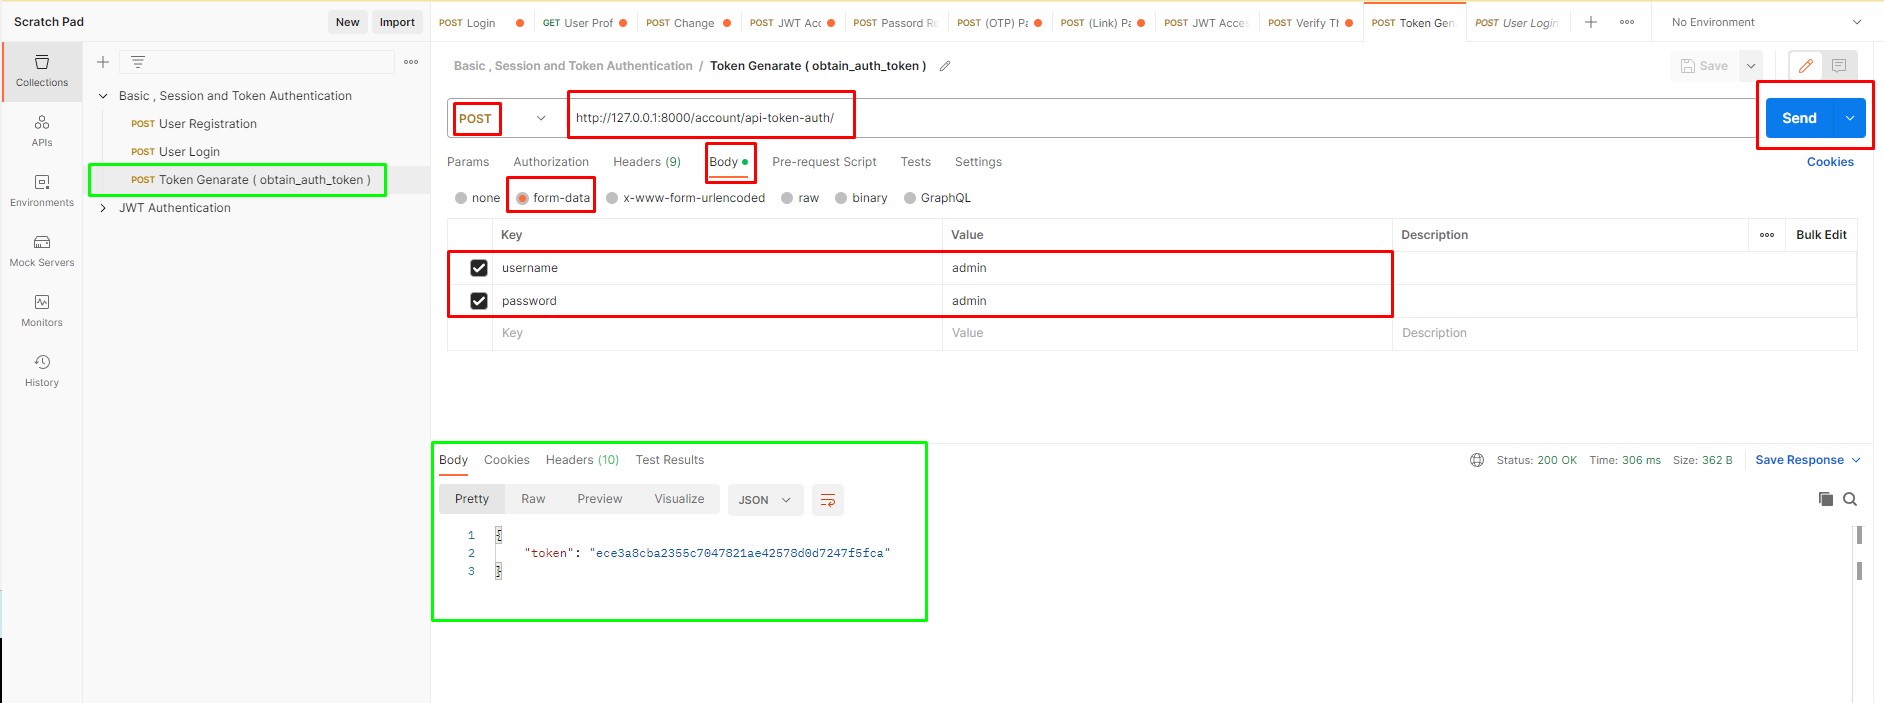 Scratch Pad
New
Import
POST Login
GET User Prof
POST Change
POST JWT Acc
POST Passord Re
POST (OTP) Pa
POST (Link) Pa
POST JWT Acces
POST Verify Th
POST Token Gen
POST User Login
No Environment
Collections
APIs
Environments
Mock Servers
Monitors
History
Basic , Session and Token Authentication
POST User Registration
POST User Login
POST Token Genarate ( obtain_auth_token )
JWT Authentication
Basic , Session and Token Authentication / Token Genarate ( obtain_auth_token )
Save
POST
http://127.0.0.1:8000/account/api-token-auth/
Send
Params Authorization Headers (9) Body Pre-request Script Tests Settings
Cookies
none form-data x-www-form-urlencoded raw binary GraphQL
Key Value Description Bulk Edit
username admin
password admin
Key Value Description
Body Cookies Headers (10) Test Results
Status: 200 OK Time: 306 ms Size: 362 B Save Response
Pretty Raw Preview Visualize JSON
1 {
2 "token": "ece3a8cba2355c7047821ae42578d0d7247f5fca"
3 }